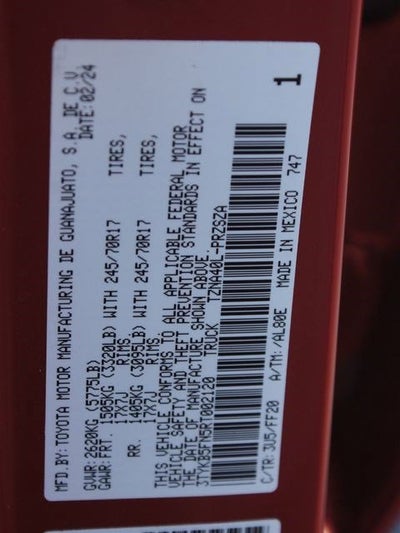 MFD.BY: TOYOTA MOTOR MANUFACTURING DE GUANAJUATO, S.A. DE C.V.
DATE: 02/24
GVWR: 2620KG (5775LB)
GAWR: FRT. 1505KG (3320LB) WITH 245/70R17 TIRES,
17X7J RIMS
RR. 1405KG (3095LB) WITH 245/70R17 TIRES,
17X7J RIMS
THIS VEHICLE CONFORMS TO ALL APPLICABLE FEDERAL MOTOR
VEHICLE SAFETY AND THEFT PREVENTION STANDARDS IN EFFECT ON
THE DATE OF MANUFACTURE SHOWN ABOVE.
3TYKB5FN5RT002120 TRUCK TZNA40L-PRZSZA
C/TR: 3U5/FF20 A/TM: /AL80E MADE IN MEXICO 747
1